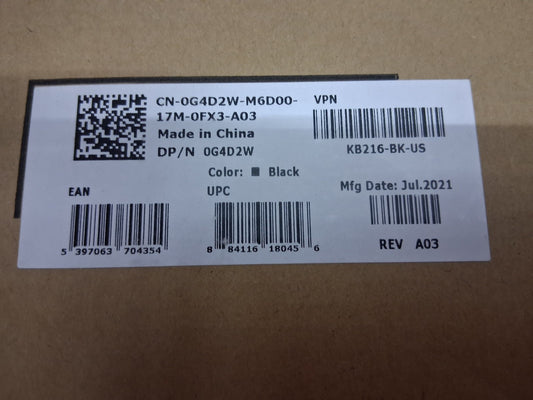 CN-0G4D2W-M6D00-
17M-0FX3-A03
Made in China
DP/N 0G4D2W
VPN
KB216-BK-US
Color: Black
EAN
5 397063 704354
UPC
8 84116 18045 6
Mfg Date: Jul.2021
REV A03